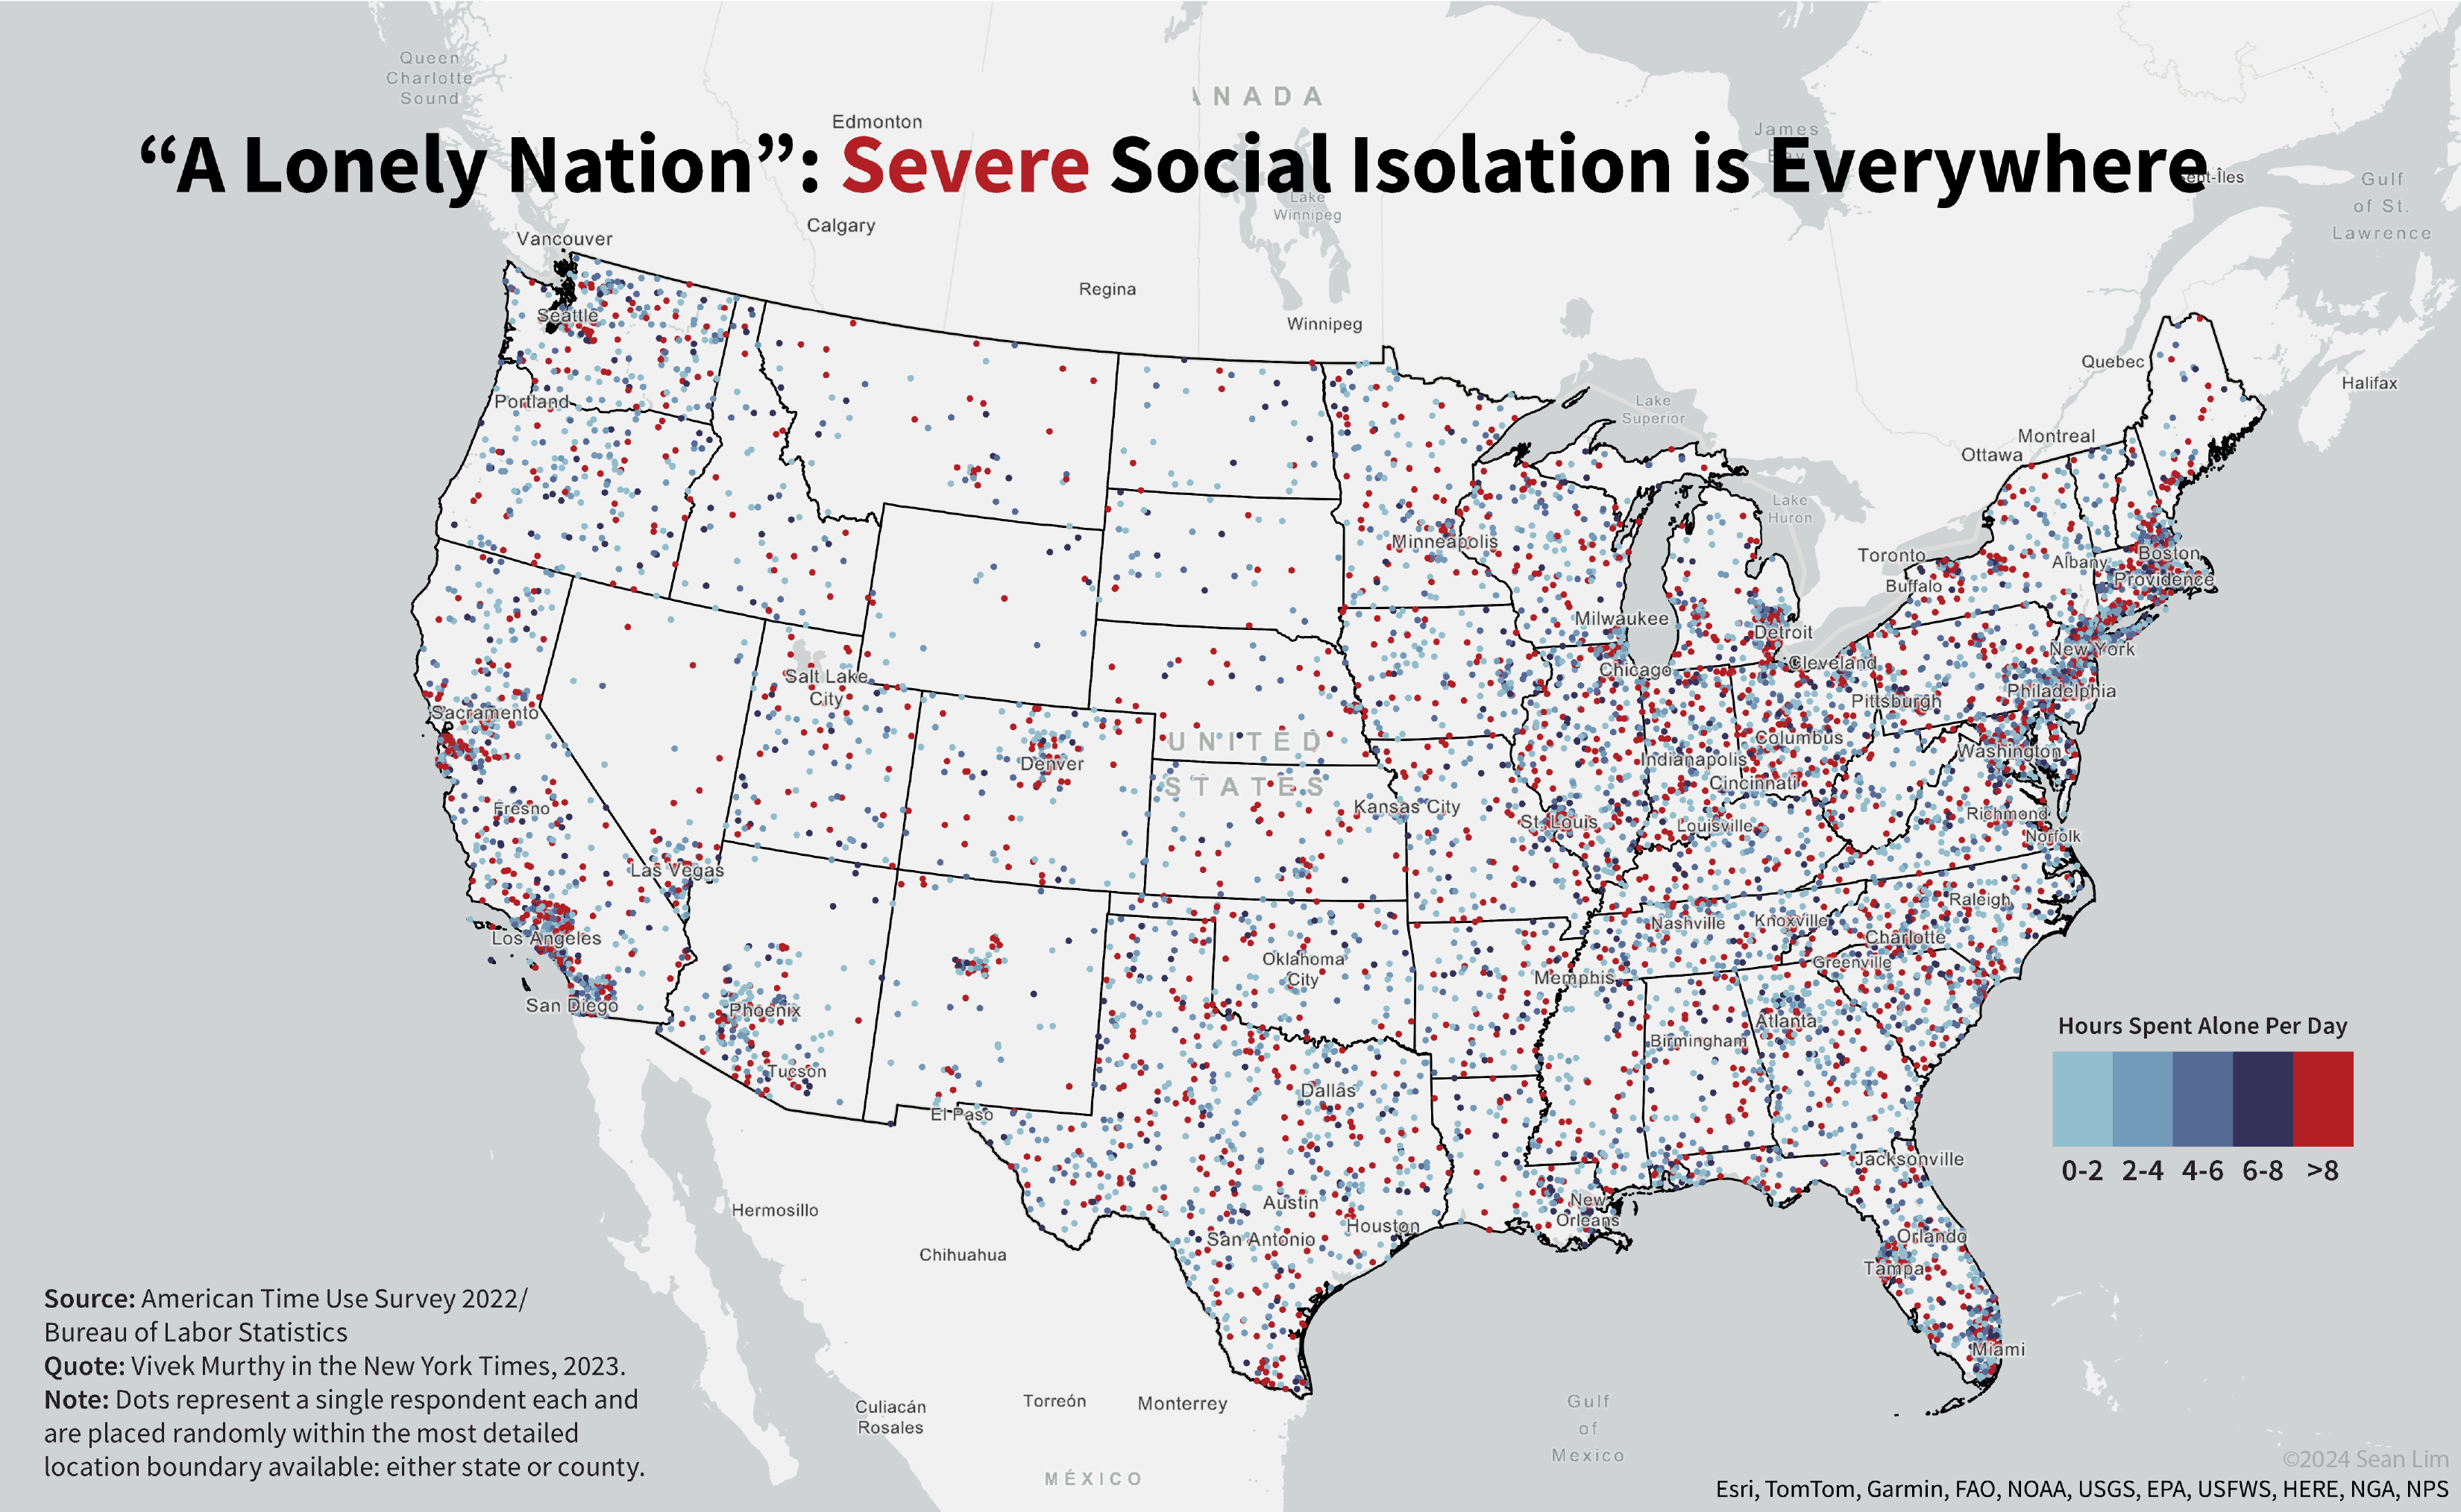 Queen
Charlotte
Sound
ANADA
Edmonton
James
Bay
“A Lonely Nation”: Severe Social Isolation is Everywhere
Sept-Îles
Gulf
of St.
Lawrence
Lake
Winnipeg
Calgary
Vancouver
Regina
Winnipeg
Seattle
Quebec
Halifax
Portland
Lake
Superior
Montreal
Ottawa
Lake
Huron
Minneapolis
Toronto
Boston
Albany
Buffalo
Providence
Milwaukee
Detroit
New York
Cleveland
Chicago
Salt Lake
City
Philadelphia
Pittsburgh
Sacramento
UNITED
STATES
Columbus
Washington
Denver
Indianapolis
Cincinnati
Fresno
Kansas City
Richmond
St. Louis
Louisville
Norfolk
Las Vegas
Raleigh
Nashville
Knoxville
Los Angeles
Charlotte
Oklahoma
City
Greenville
Memphis
San Diego
Phoenix
Atlanta
Birmingham
Tucson
Dallas
El Paso
Hours Spent Alone Per Day
0-2 2-4 4-6 6-8 >8
Jacksonville
Hermosillo
Austin
New
Orleans
Houston
San Antonio
Orlando
Chihuahua
Tampa
Miami
Source: American Time Use Survey 2022/
Bureau of Labor Statistics
Quote: Vivek Murthy in the New York Times, 2023.
Note: Dots represent a single respondent each and
are placed randomly within the most detailed
location boundary available: either state or county.
Culiacán
Rosales
Torreón
Monterrey
Gulf
of
Mexico
MÉXICO
©2024 Sean Lim
Esri, TomTom, Garmin, FAO, NOAA, USGS, EPA, USFWS, HERE, NGA, NPS